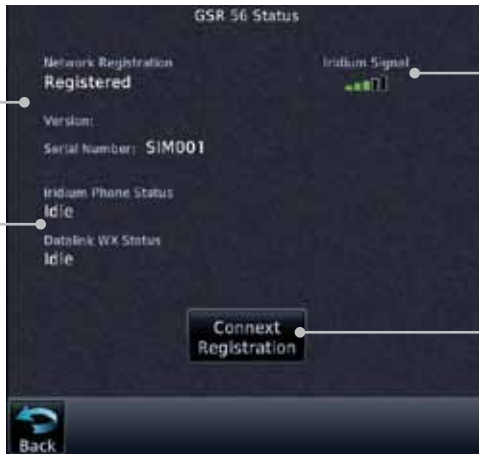 GSR 56 Status
Network Registration
Registered
Iridium Signal
Version:
Serial Number: SIM001
Iridium Phone Status
Idle
Datalink WX Status
Idle
Connext
Registration
Back